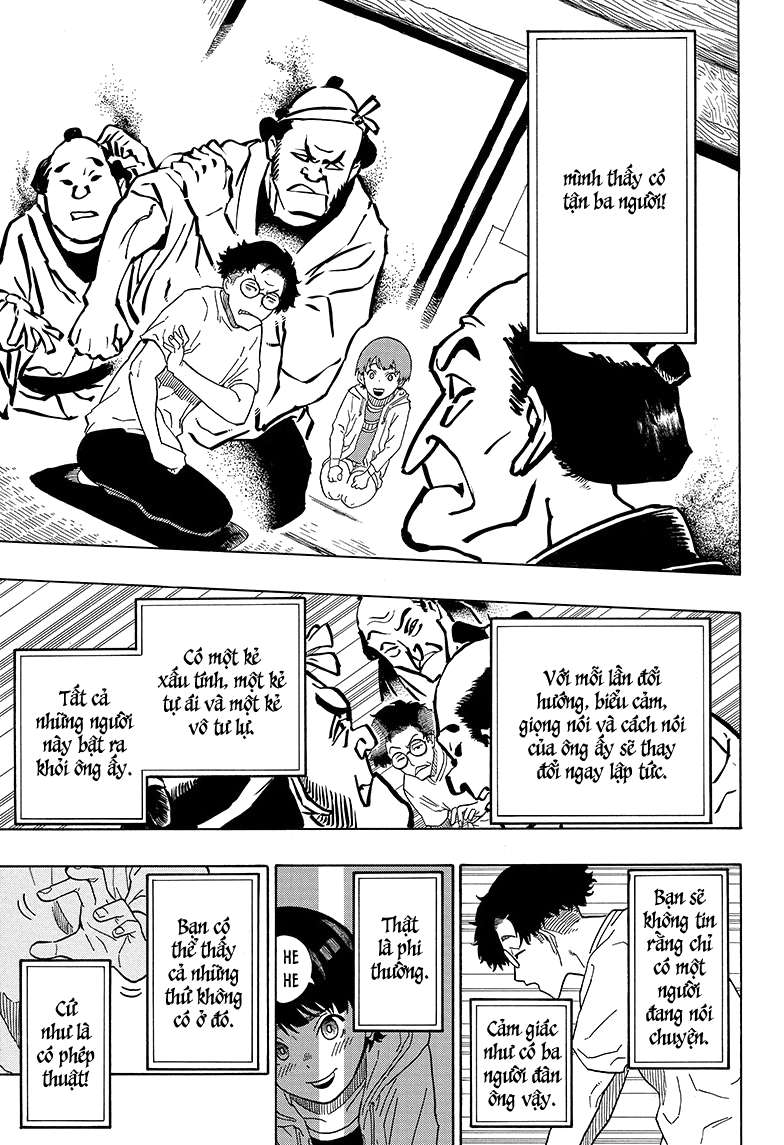 mình thấy có
tận ba người!
Với mỗi lần đổi
hướng, biểu cảm,
giọng nói và cách nói
của ông ấy sẽ thay
đổi ngay lập tức.
Có một kẻ
xấu tính, một kẻ
tự ái và một kẻ
vô tư lự.
Tất cả
những người
này bật ra
khỏi ông ấy.
Bạn sẽ
không tin
rằng chỉ
có một
người
đang nói
chuyện.
Cảm giác
như có ba
người đàn
ông vậy.
Thật
là phi
thường.
HE
HE
Bạn có
thể thấy
cả những
thứ không
có ở đó.
Cứ
như là
có phép
thuật!